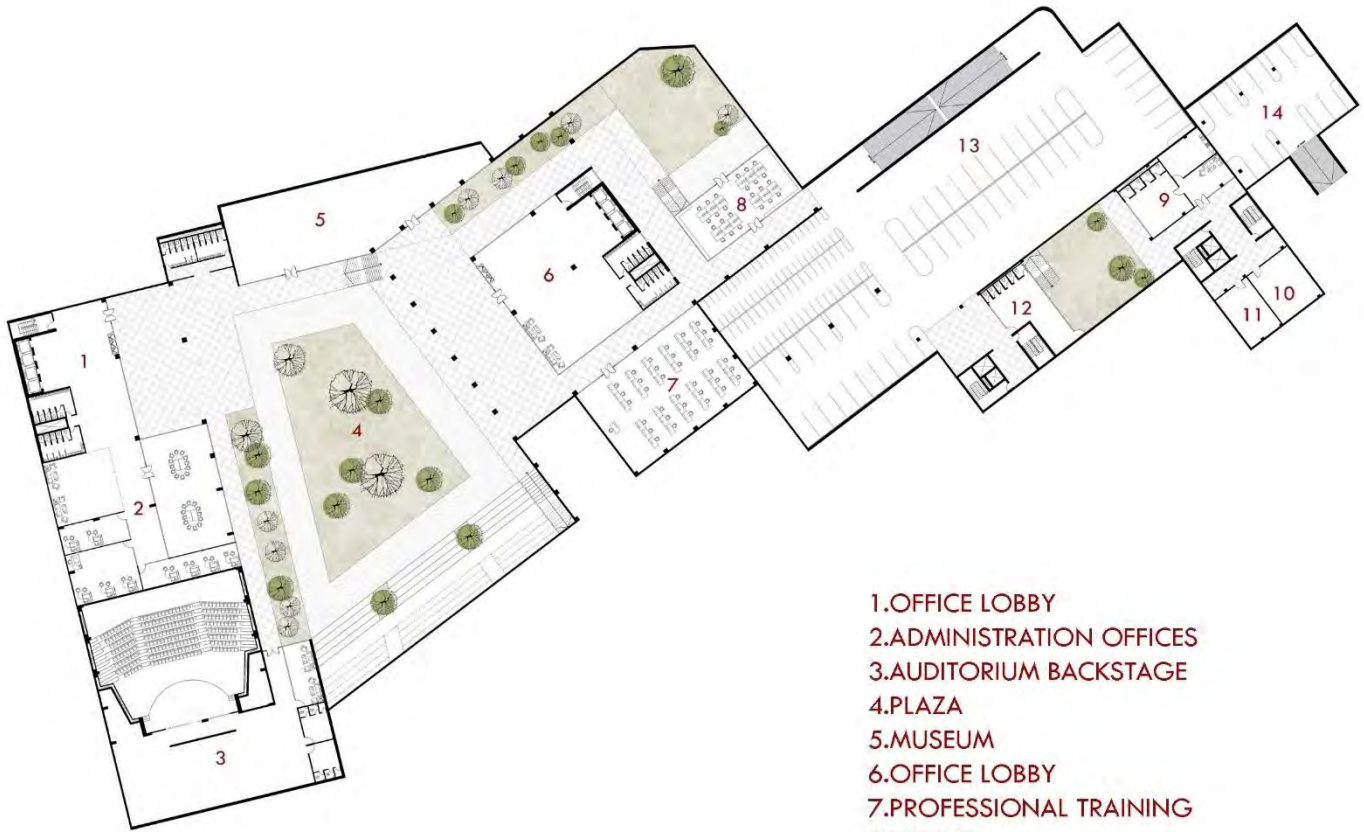 14
13
5
8
9
6
10
11
12
1
7
4
2
3
1.OFFICE LOBBY
2.ADMINISTRATION OFFICES
3.AUDITORIUM BACKSTAGE
4.PLAZA
5.MUSEUM
6.OFFICE LOBBY
7.PROFESSIONAL TRAINING